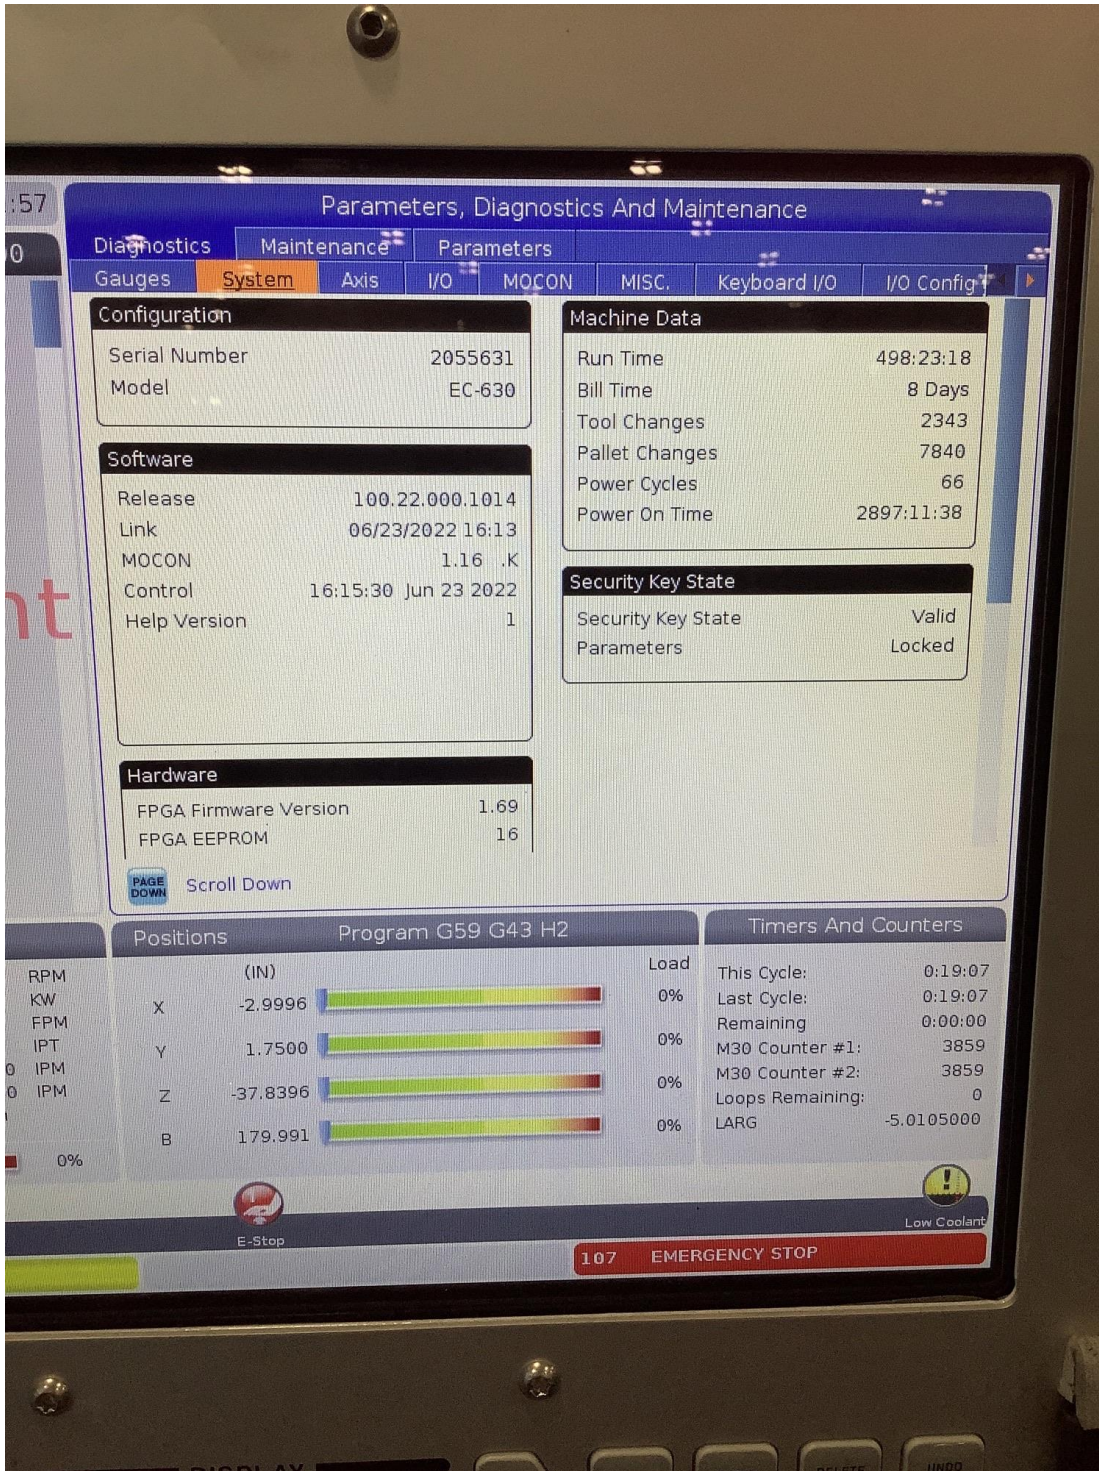 :57
Parameters, Diagnostics And Maintenance
Diagnostics Maintenance Parameters
Gauges System Axis I/O MOCON MISC. Keyboard I/O I/O Config
Configuration
Serial Number 2055631
Model EC-630
Software
Release 100.22.000.1014
Link 06/23/2022 16:13
MOCON 1.16 .K
Control 16:15:30 Jun 23 2022
Help Version 1
Hardware
FPGA Firmware Version 1.69
FPGA EEPROM 16
Machine Data
Run Time 498:23:18
Bill Time 8 Days
Tool Changes 2343
Pallet Changes 7840
Power Cycles 66
Power On Time 2897:11:38
Security Key State
Security Key State Valid
Parameters Locked
nt
PAGE DOWN Scroll Down
RPM
KW
FPM
IPT
0 IPM
0 IPM
0%
Positions Program G59 G43 H2
(IN) Load
X -2.9996 0%
Y 1.7500 0%
Z -37.8396 0%
B 179.991 0%
Timers And Counters
This Cycle: 0:19:07
Last Cycle: 0:19:07
Remaining 0:00:00
M30 Counter #1: 3859
M30 Counter #2: 3859
Loops Remaining: 0
LARG -5.0105000
E-Stop
Low Coolant
107 EMERGENCY STOP
DISPLAY
DELETE
UNDO